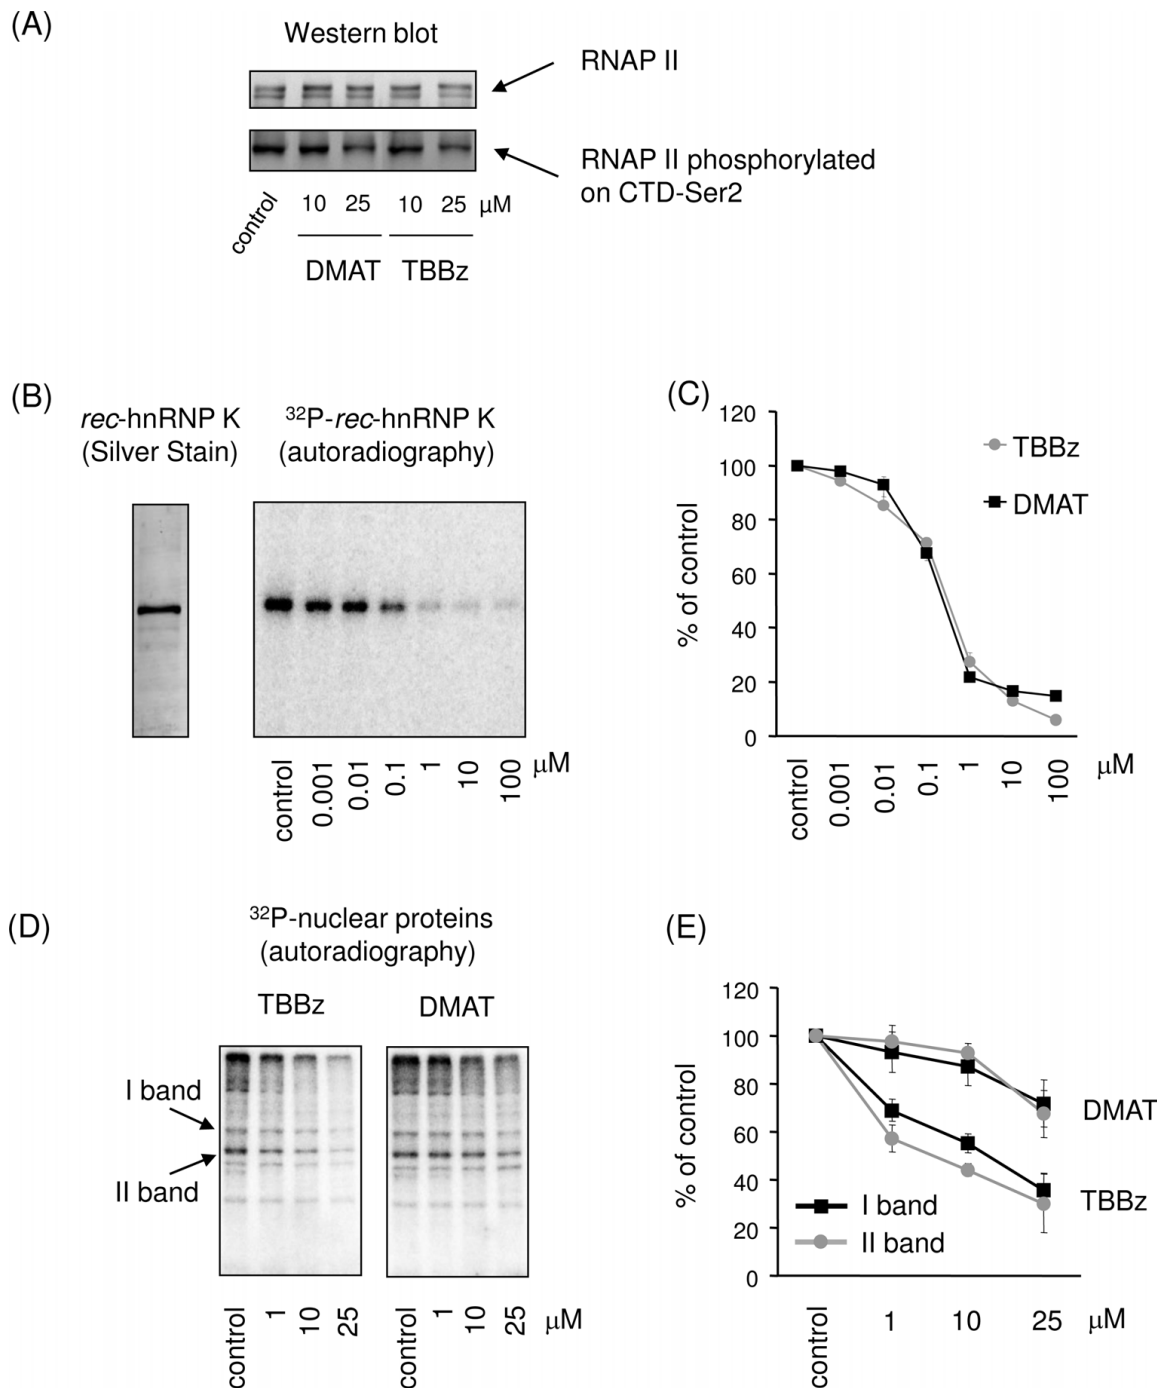 (A)
Western blot
RNAP II
RNAP II phosphorylated
on CTD-Ser2
control
10 25 10 25 μM
DMAT TBBz
(B)
rec-hnRNP K
(Silver Stain)
32P-rec-hnRNP K
(autoradiography)
control
0.001
0.01
0.1
1
10
100
μM
(C)
120
100
80
60
40
20
0
% of control
TBBz
DMAT
control
0.001
0.01
0.1
1
10
100
μM
(D)
32P-nuclear proteins
(autoradiography)
TBBz
DMAT
I band
II band
control
1
10
25
control
1
10
25
μM
(E)
120
100
80
60
40
20
0
% of control
DMAT
TBBz
I band
II band
control
1
10
25
μM